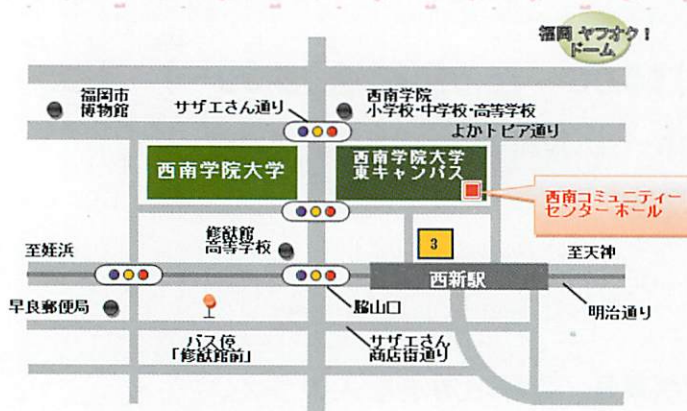 福岡 ヤフオク!
ドーム
福岡市
博物館
サザエさん通り
西南学院
小学校・中学校・高等学校
よかトピア通り
西南学院大学
西南学院大学
東キャンパス
西南コミュニティー
センター ホール
修猷館
高等学校
3
至姪浜
至天神
西新駅
早良郵便局
脇山口
明治通り
バス停
「修猷館前」
サザエさん
商店街通り